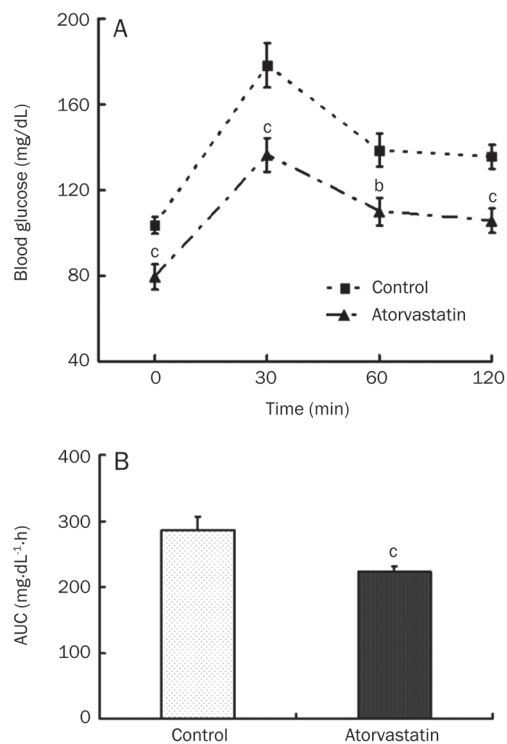 A
Blood glucose (mg/dL)
200
160
120
80
40
c
c
b
c
Control
Atorvastatin
0 30 60 120
Time (min)
B
AUC (mg·dL⁻¹·h)
400
300
200
100
0
c
Control Atorvastatin